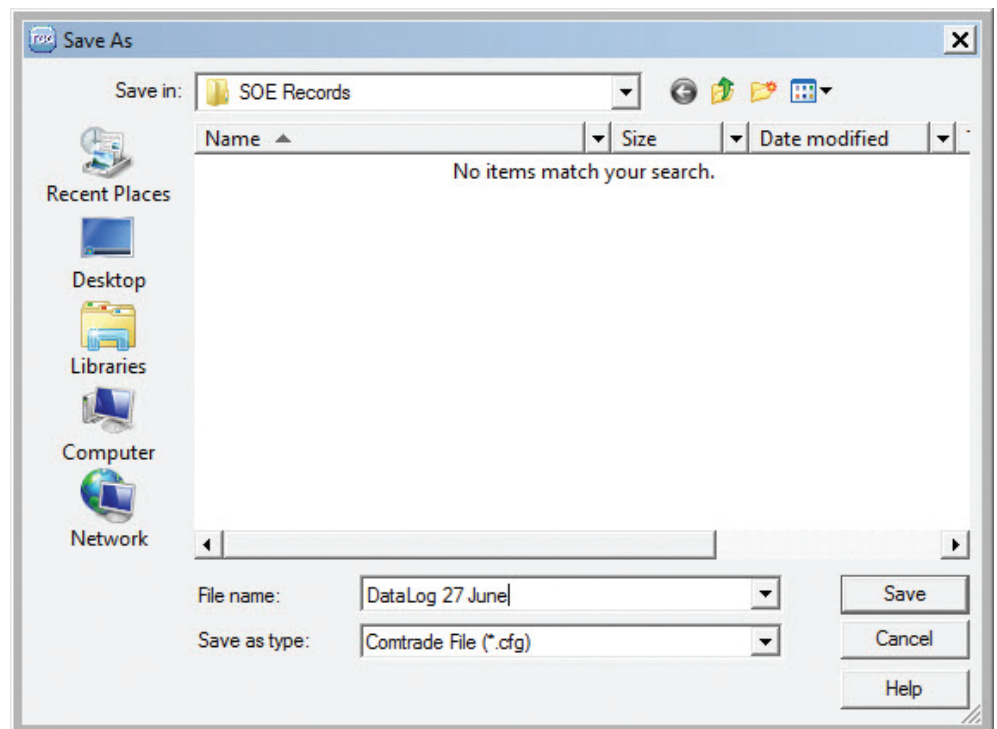 Save As
Save in:
SOE Records
Name
Size
Date modified
No items match your search.
Recent Places
Desktop
Libraries
Computer
Network
File name:
DataLog 27 June
Save as type:
Comtrade File (*.cfg)
Save
Cancel
Help